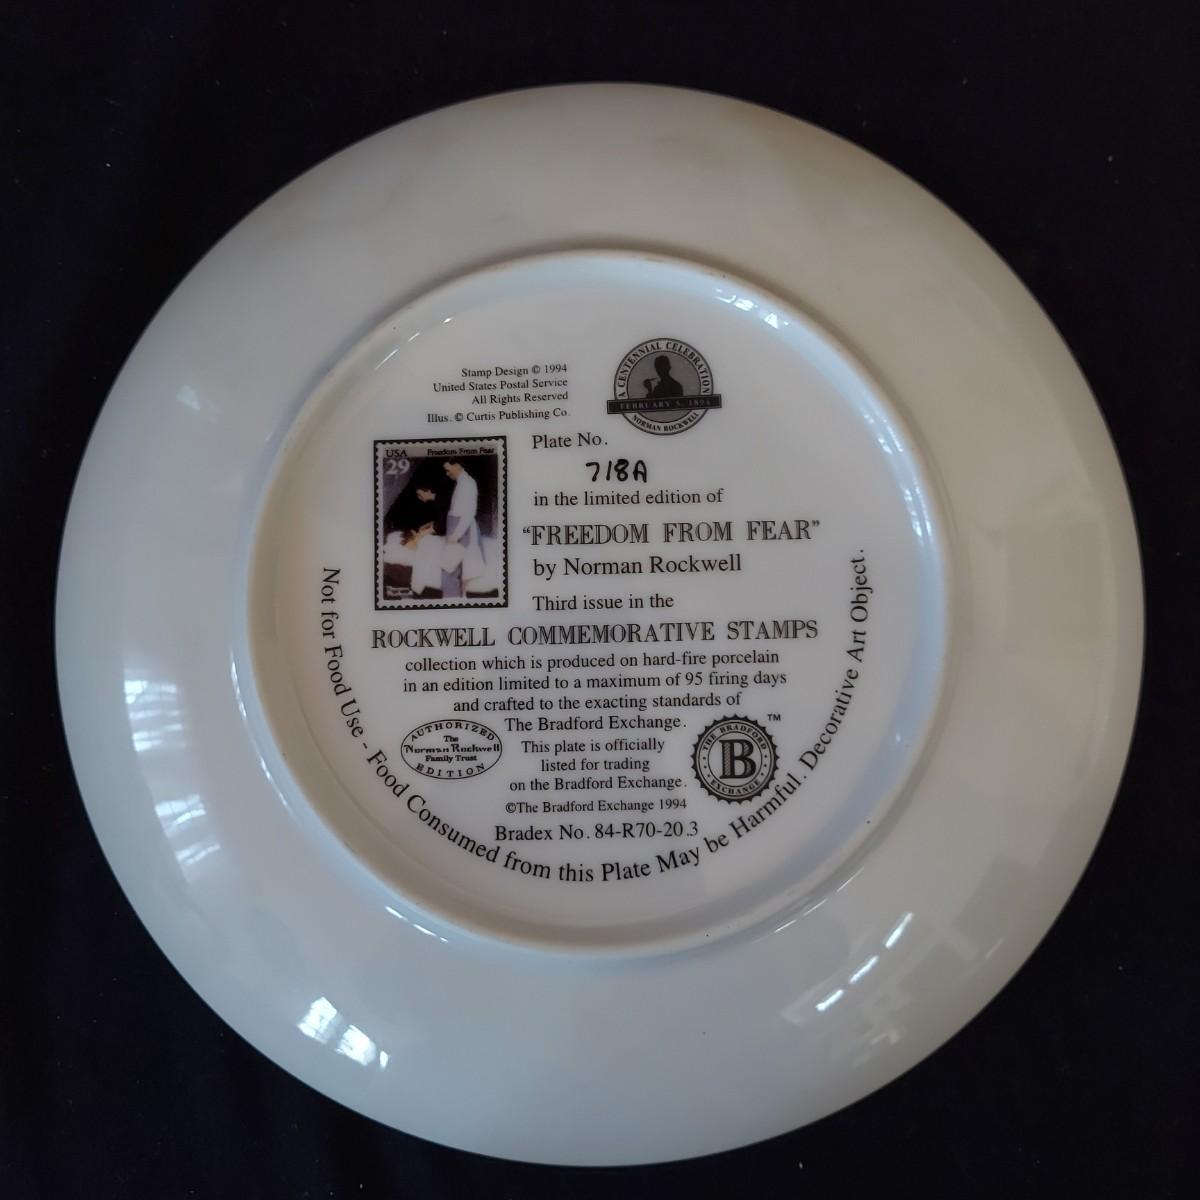 Stamp Design © 1994
United States Postal Service
All Rights Reserved
Illus. © Curtis Publishing Co.
A CENTENNIAL CELEBRATION
FEBRUARY 3, 1894
NORMAN ROCKWELL
USA
29
Freedom From Fear
Plate No.
718A
in the limited edition of
“FREEDOM FROM FEAR”
by Norman Rockwell
Third issue in the
ROCKWELL COMMEMORATIVE STAMPS
collection which is produced on hard-fire porcelain
in an edition limited to a maximum of 95 firing days
and crafted to the exacting standards of
The Bradford Exchange.
AUTHORIZED
The
Norman Rockwell
Family Trust
EDITION
This plate is officially
listed for trading
on the Bradford Exchange.
THE BRADFORD
B
EXCHANGE
™
©The Bradford Exchange 1994
Bradex No. 84-R70-20.3
Not for Food Use - Food Consumed from this Plate May be Harmful. Decorative Art Object.